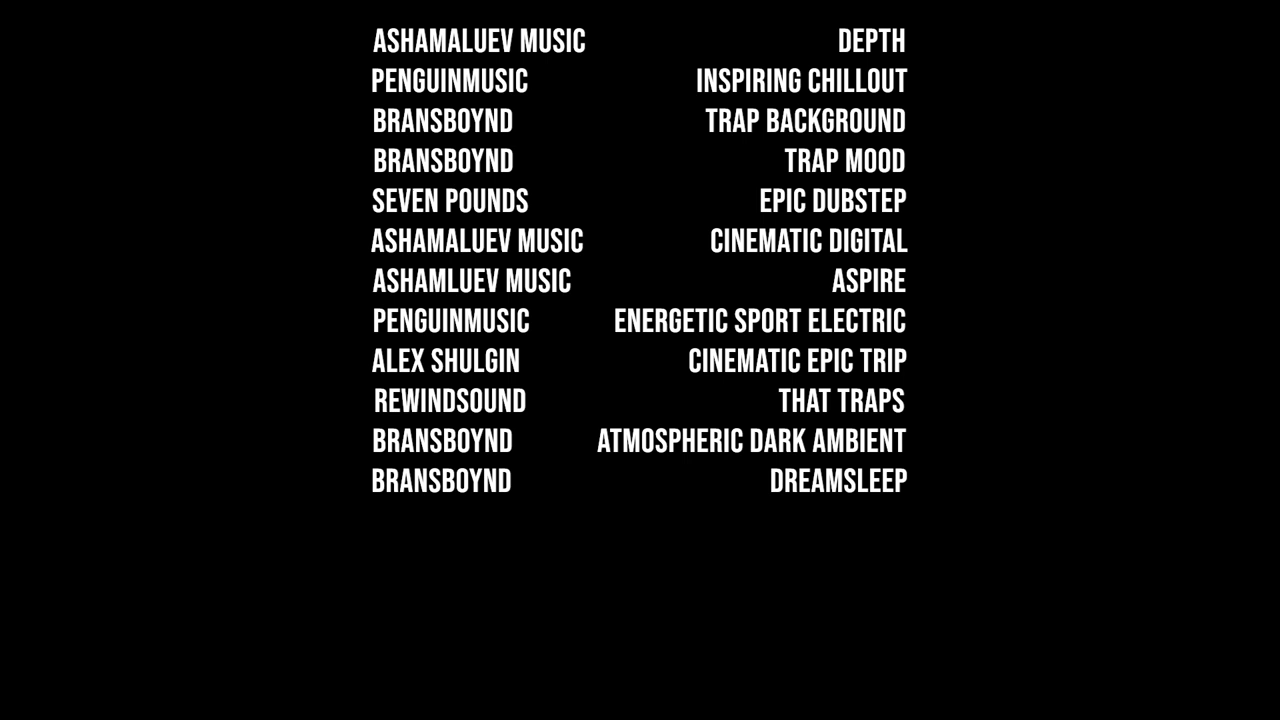 ASHAMALUEV MUSIC DEPTH
PENGUINMUSIC INSPIRING CHILLOUT
BRANSBOYND TRAP BACKGROUND
BRANSBOYND TRAP MOOD
SEVEN POUNDS EPIC DUBSTEP
ASHAMALUEV MUSIC CINEMATIC DIGITAL
ASHAMLUEV MUSIC ASPIRE
PENGUINMUSIC ENERGETIC SPORT ELECTRIC
ALEX SHULGIN CINEMATIC EPIC TRIP
REWINDSOUND THAT TRAPS
BRANSBOYND ATMOSPHERIC DARK AMBIENT
BRANSBOYND DREAMSLEEP